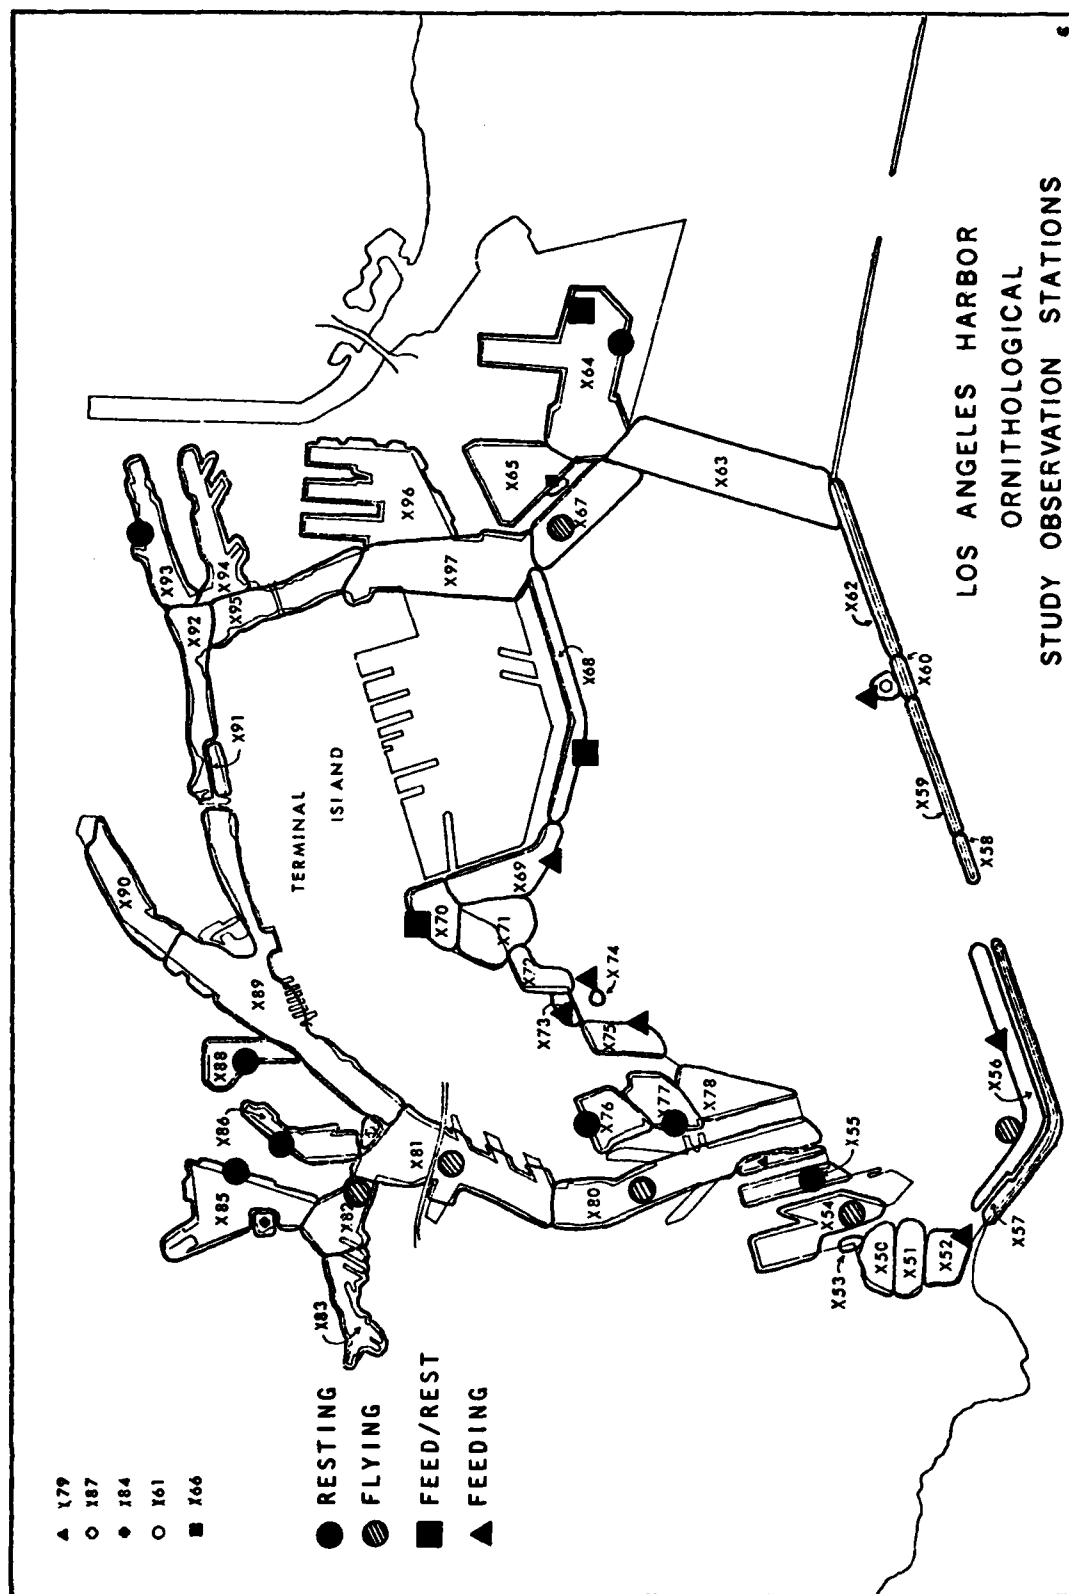 LOS ANGELES HARBOR
ORNITHOLOGICAL
STUDY OBSERVATION STATIONS
TERMINAL
ISLAND
X79
X87
X84
X61
X66
RESTING
FLYING
FEED/REST
FEEDING
X83
X85
X82
X86
X88
X81
X89
X90
X91
X92
X93
X94
X95
X96
X97
X65
X64
X67
X63
X68
X69
X70
X71
X72
X73
X74
X75
X76
X77
X78
X80
X55
X54
X53
X50
X51
X52
X57
X56
X58
X59
X60
X62